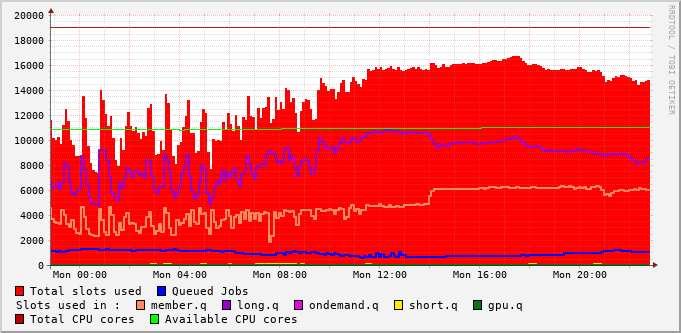 20000
18000
16000
14000
12000
10000
8000
6000
4000
2000
0
Mon 00:00 Mon 04:00 Mon 08:00 Mon 12:00 Mon 16:00 Mon 20:00
Total slots used Queued Jobs
Slots used in : member.q long.q ondemand.q short.q gpu.q
Total CPU cores Available CPU cores
RRDTOOL / TOBI OETIKER